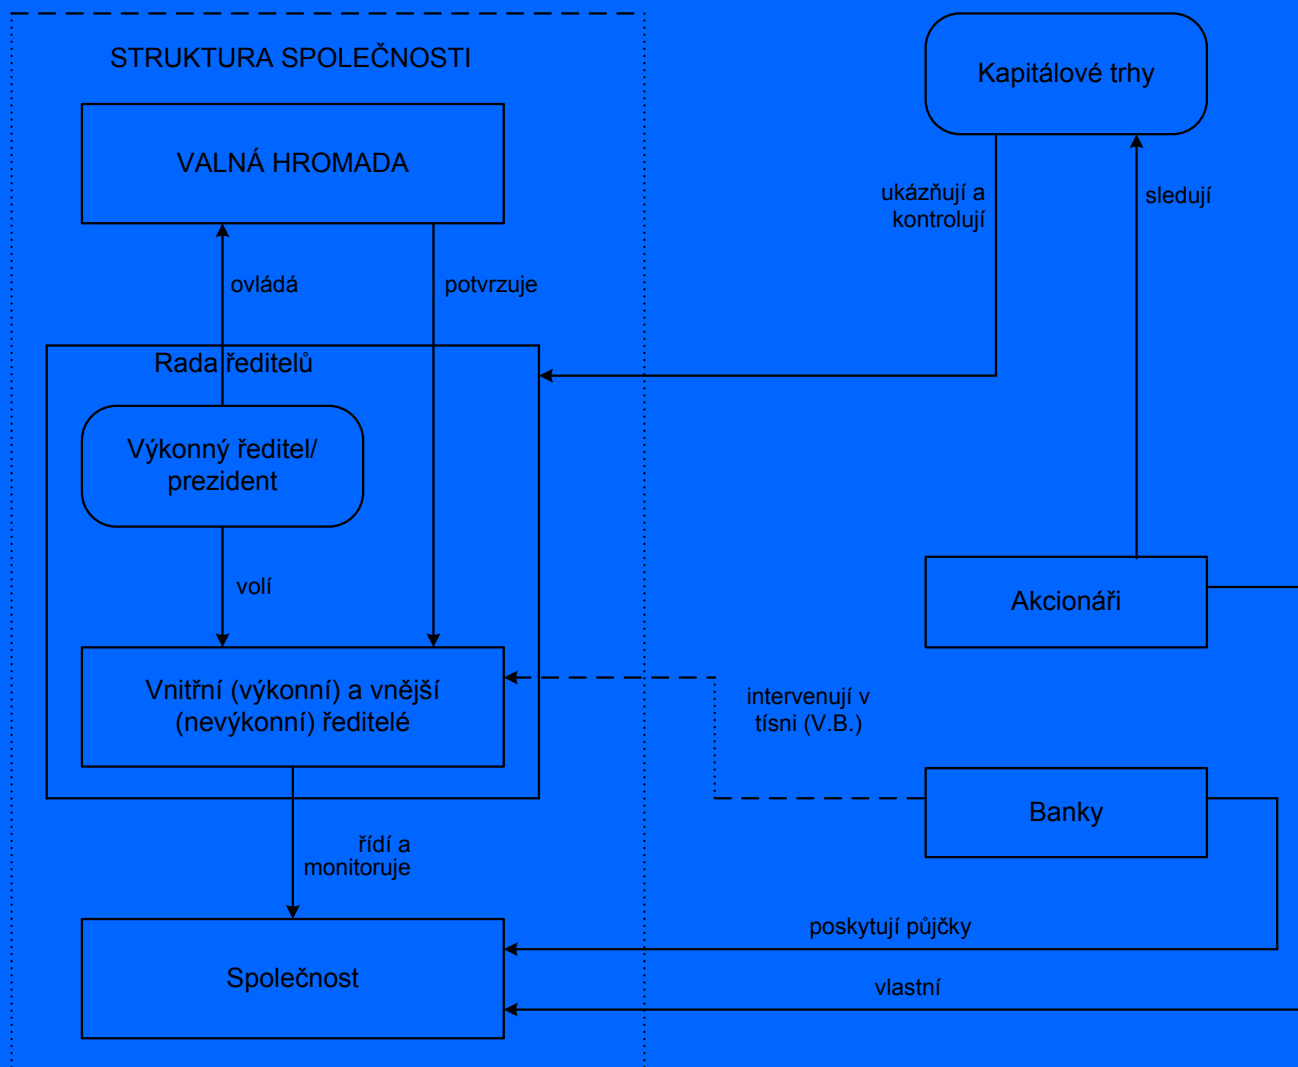 STRUKTURA SPOLEČNOSTI
VALNÁ HROMADA
ovládá
potvrzuje
Rada ředitelů
Výkonný ředitel/
prezident
volí
Vnitřní (výkonní) a vnější
(nevýkonní) ředitelé
řídí a
monitoruje
Společnost
Kapitálové trhy
ukázňují a
kontrolují
sledují
Akcionáři
intervenují v
tísni (V.B.)
Banky
poskytují půjčky
vlastní